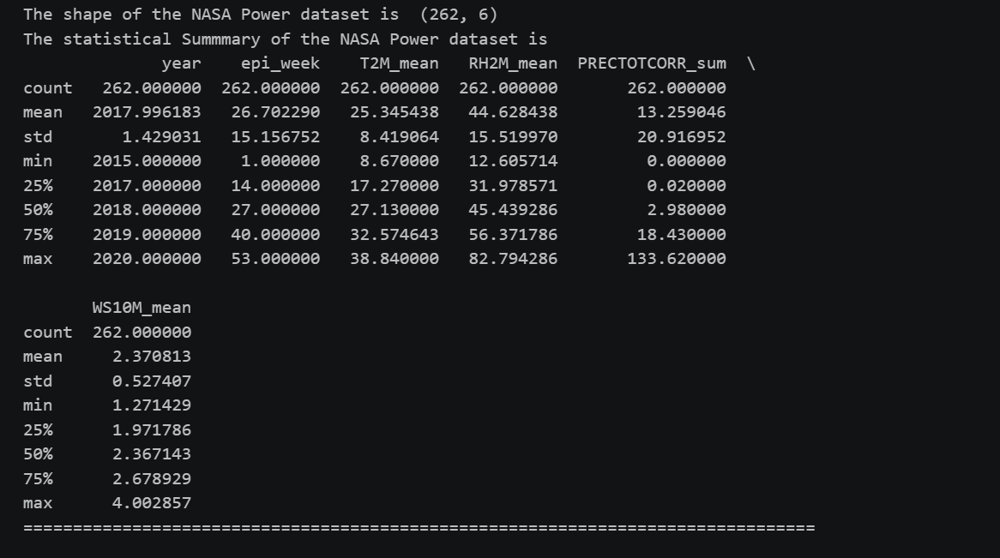 The shape of the NASA Power dataset is  (262, 6)
The statistical Summmary of the NASA Power dataset is
              year    epi_week    T2M_mean   RH2M_mean  PRECTOTCORR_sum  \
count   262.000000  262.000000  262.000000  262.000000       262.000000
mean   2017.996183   26.702290   25.345438   44.628438        13.259046
std       1.429031   15.156752    8.419064   15.519970        20.916952
min    2015.000000    1.000000    8.670000   12.605714         0.000000
25%    2017.000000   14.000000   17.270000   31.978571         0.020000
50%    2018.000000   27.000000   27.130000   45.439286         2.980000
75%    2019.000000   40.000000   32.574643   56.371786        18.430000
max    2020.000000   53.000000   38.840000   82.794286       133.620000
       WS10M_mean
count  262.000000
mean     2.370813
std      0.527407
min      1.271429
25%      1.971786
50%      2.367143
75%      2.678929
max      4.002857
================================================================================